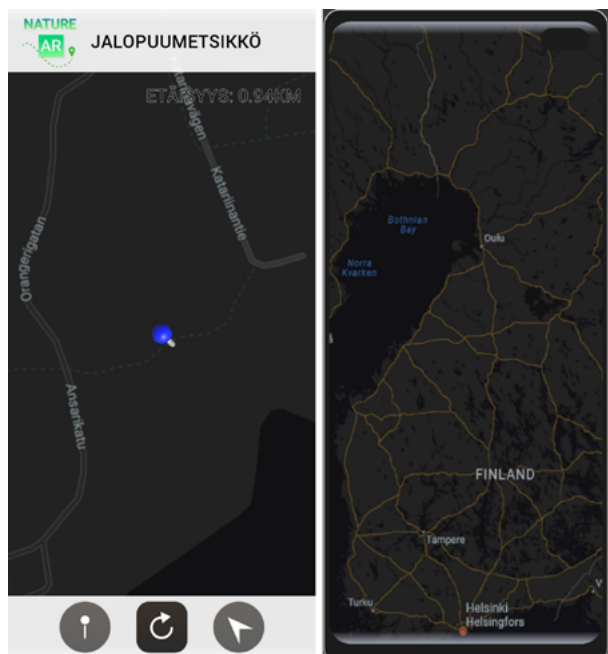 NATURE
AR
JALOPUUMETSIKKÖ
ETÄISYYS: 0.94KM
Katarinavägen
Katariinantie
Orangerigatan
Ansarikatu
Bothnian
Bay
Oulu
Norra
Kvarken
FINLAND
Tampere
Turku
Helsinki
Helsingfors
V